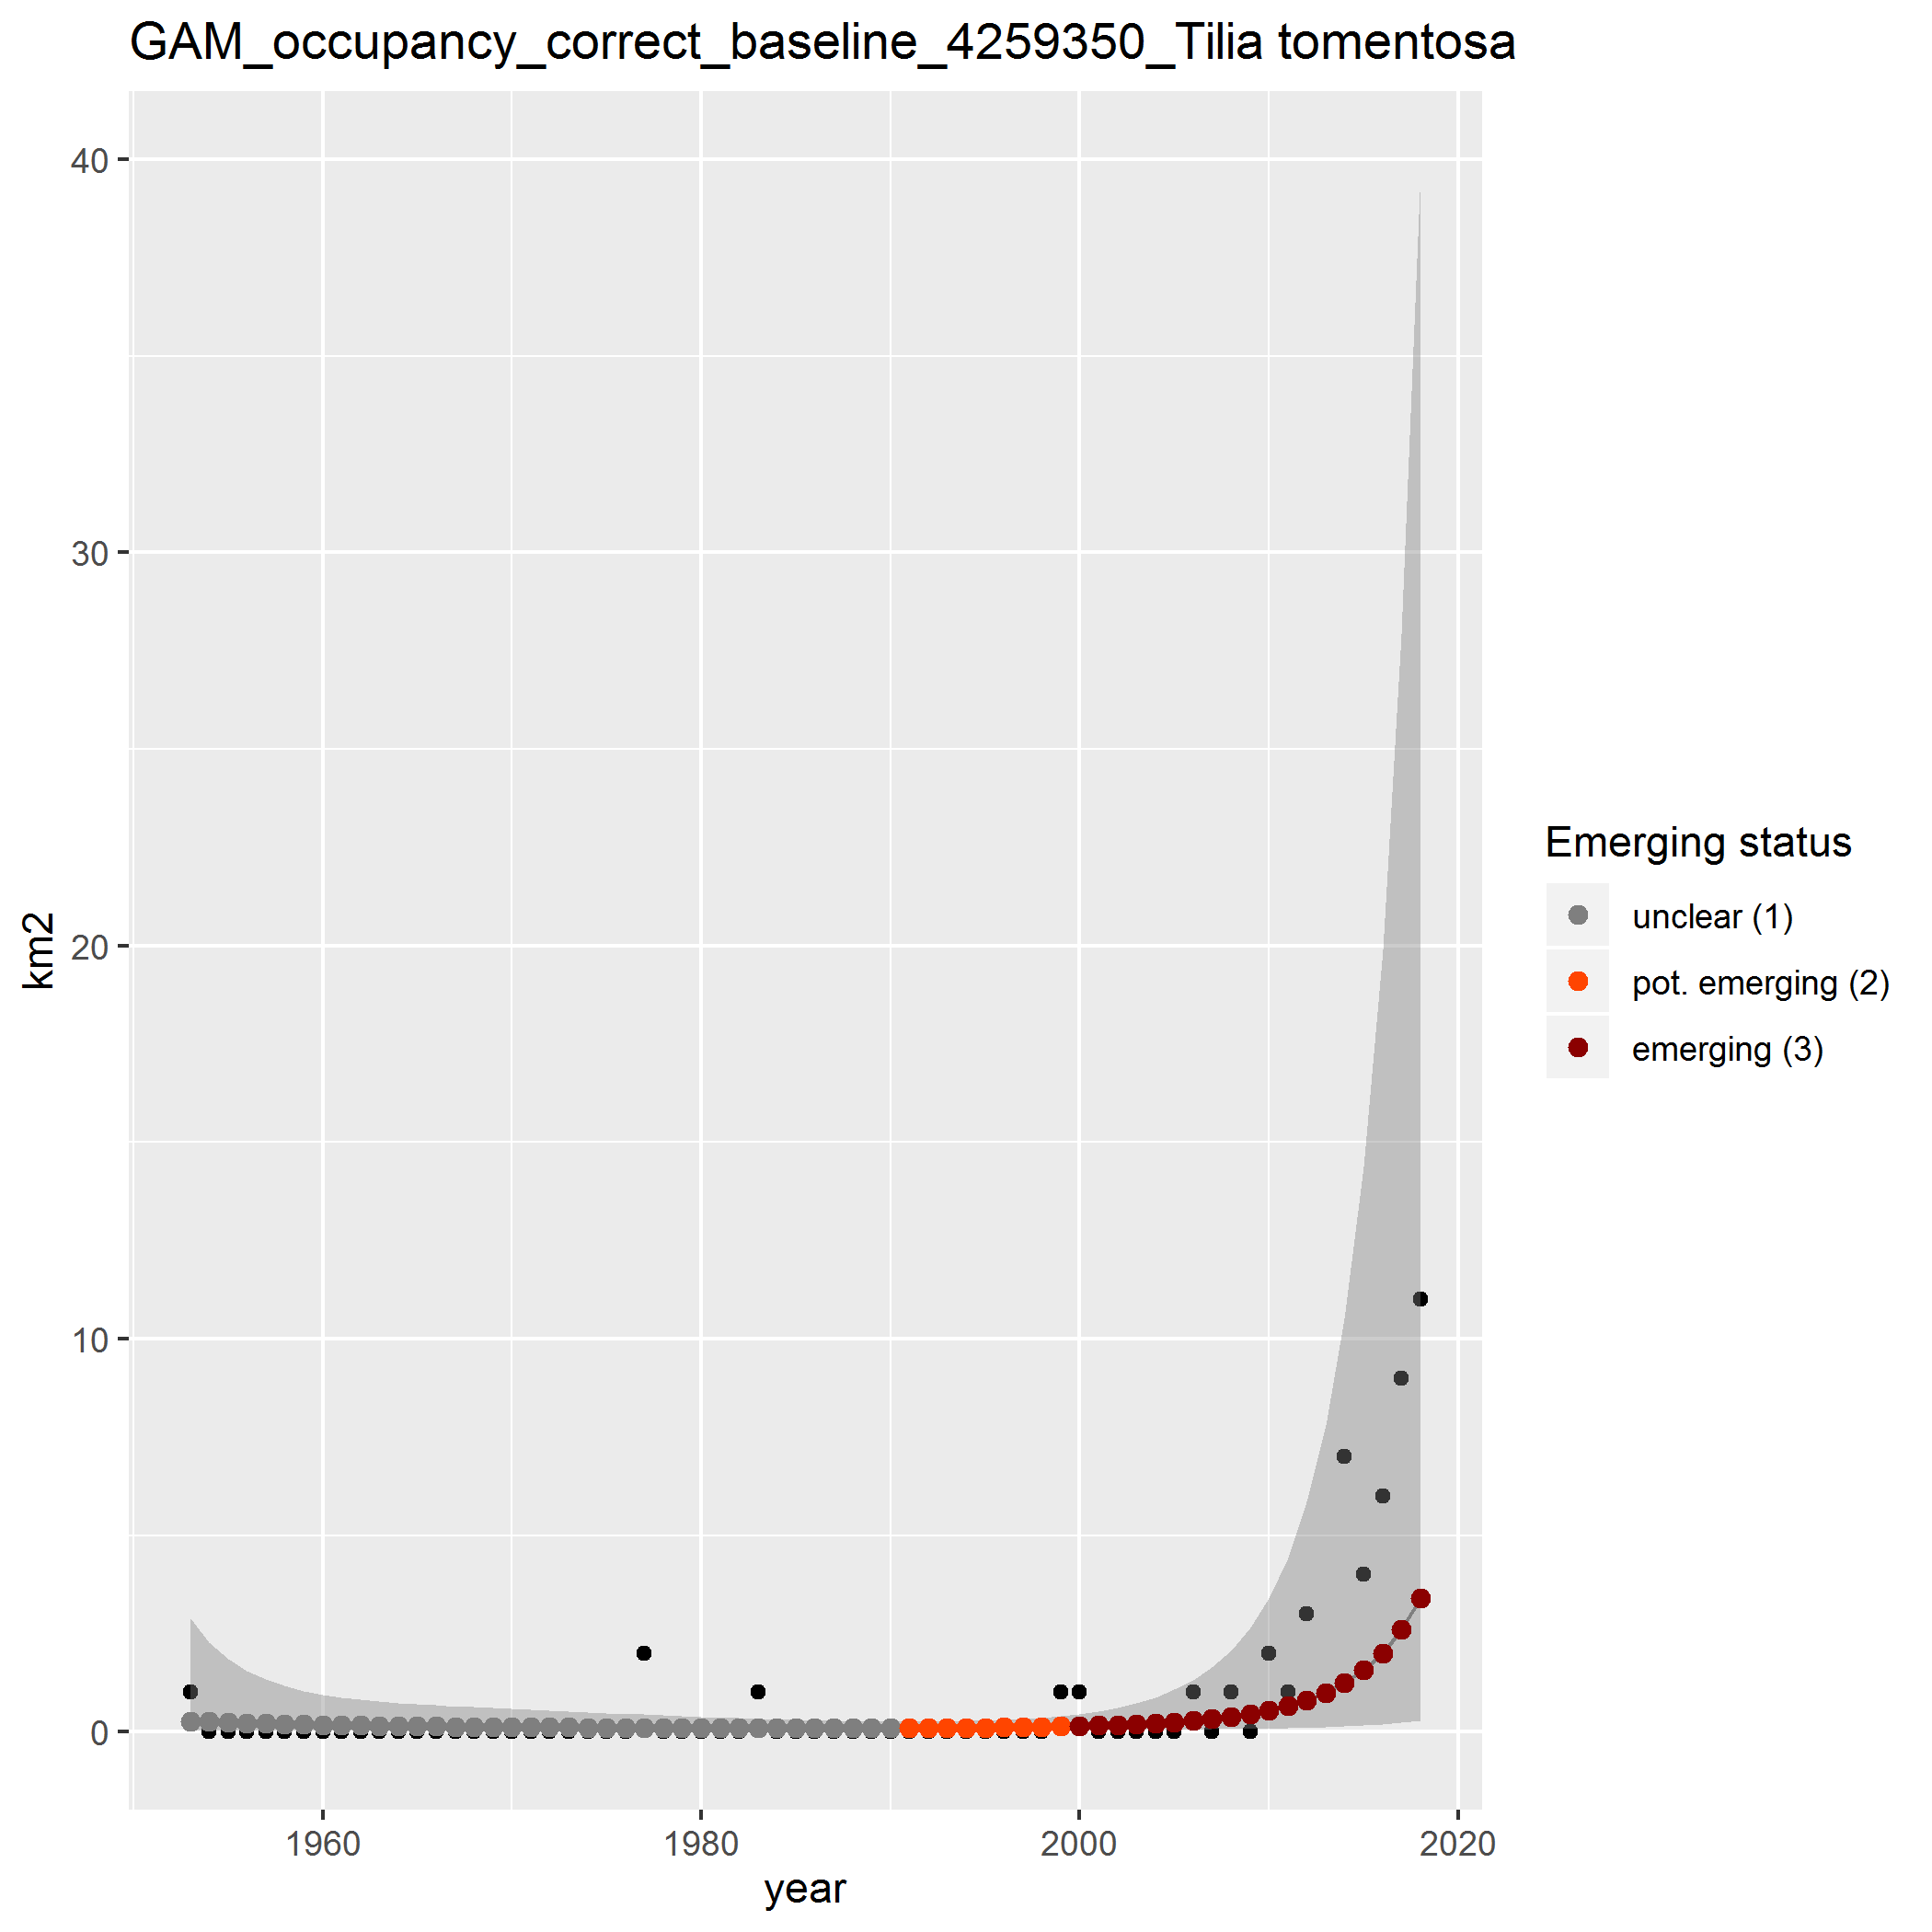 GAM_occupancy_correct_baseline_4259350_Tilia tomentosa
40
30
20
10
0
km2
1960
1980
2000
2020
year
Emerging status
unclear (1)
pot. emerging (2)
emerging (3)